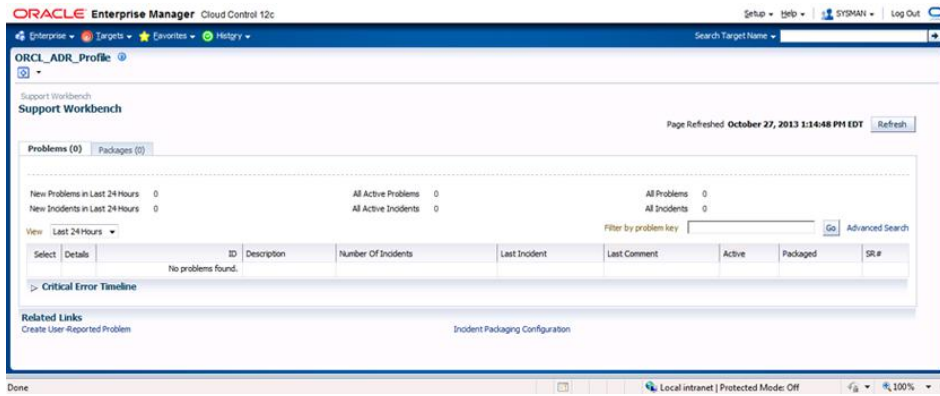 ORACLE Enterprise Manager Cloud Control 12c
Setup Help SYSMAN Log Out
Enterprise Targets Favorites History Search Target Name
ORCL_ADR_Profile
Support Workbench
Support Workbench
Page Refreshed October 27, 2013 1:14:48 PM EDT Refresh
Problems (0) Packages (0)
New Problems in Last 24 Hours 0 All Active Problems 0 All Problems 0
New Incidents in Last 24 Hours 0 All Active Incidents 0 All Incidents 0
View Last 24 Hours Filter by problem key Go Advanced Search
Select Details ID Description Number Of Incidents Last Incident Last Comment Active Packaged SR#
No problems found.
Critical Error Timeline
Related Links
Create User-Reported Problem Incident Packaging Configuration
Done Local intranet | Protected Mode: Off 100%